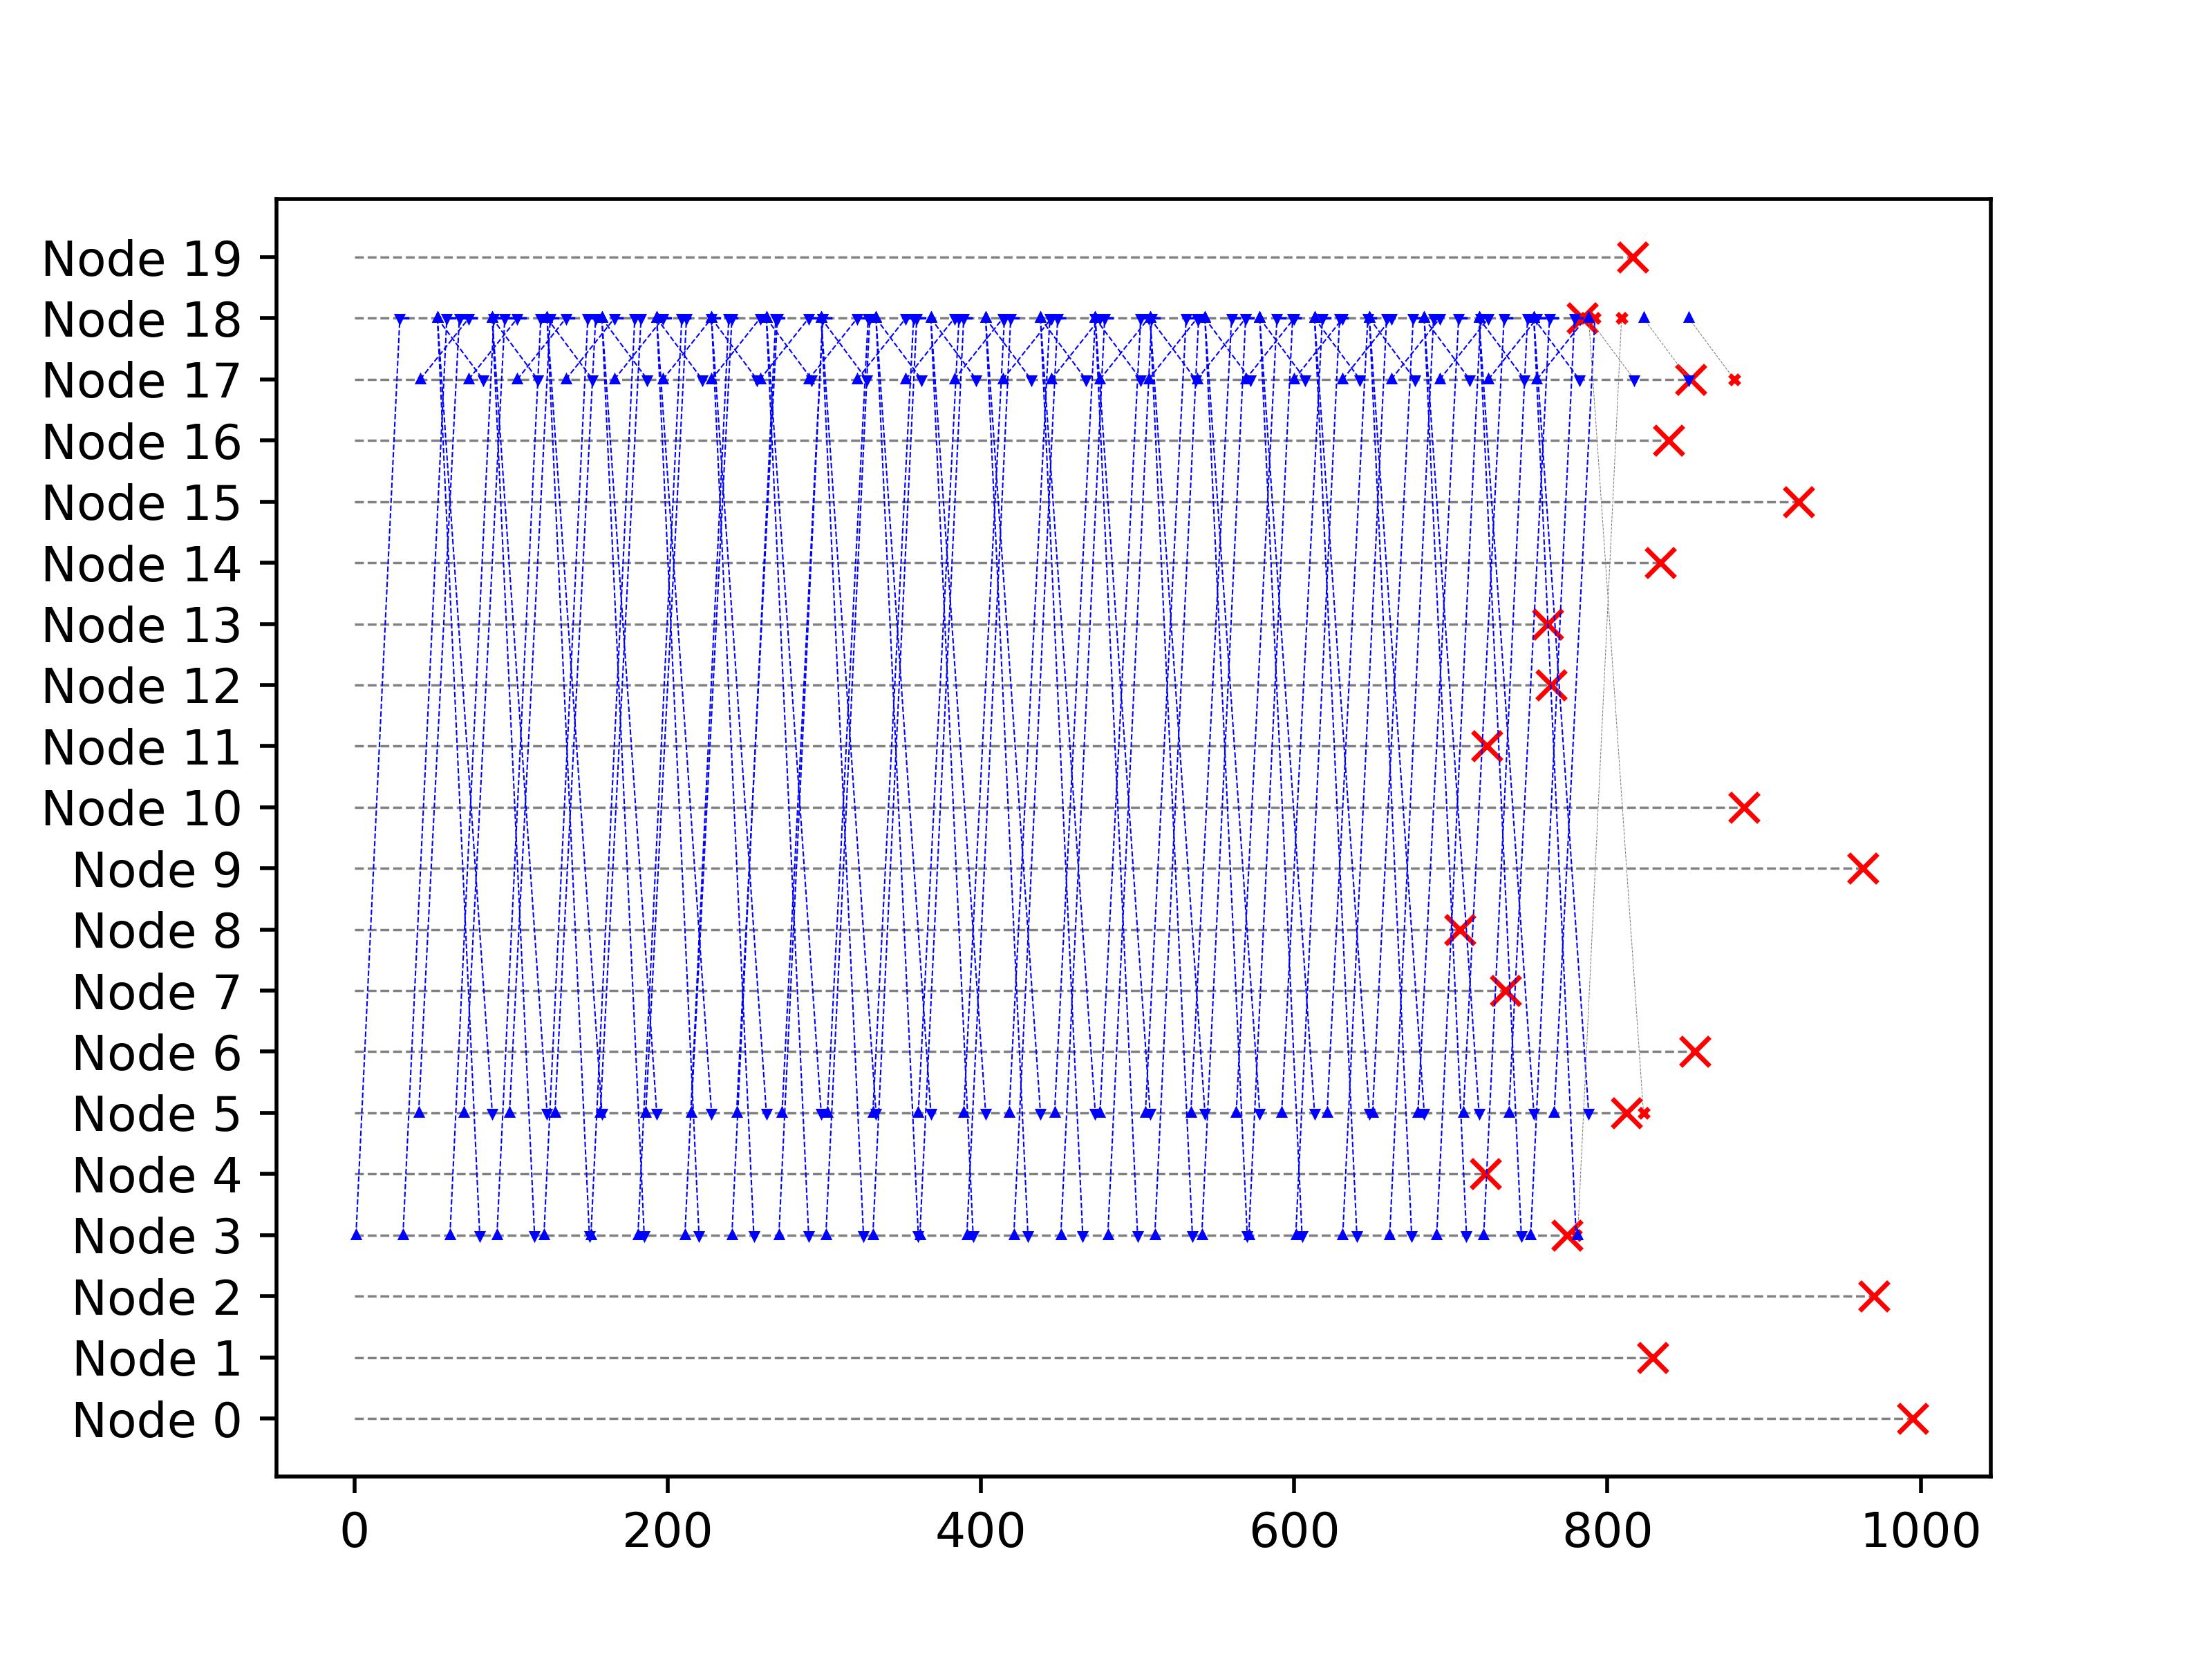 Node 19
Node 18
Node 17
Node 16
Node 15
Node 14
Node 13
Node 12
Node 11
Node 10
Node 9
Node 8
Node 7
Node 6
Node 5
Node 4
Node 3
Node 2
Node 1
Node 0
0 200 400 600 800 1000